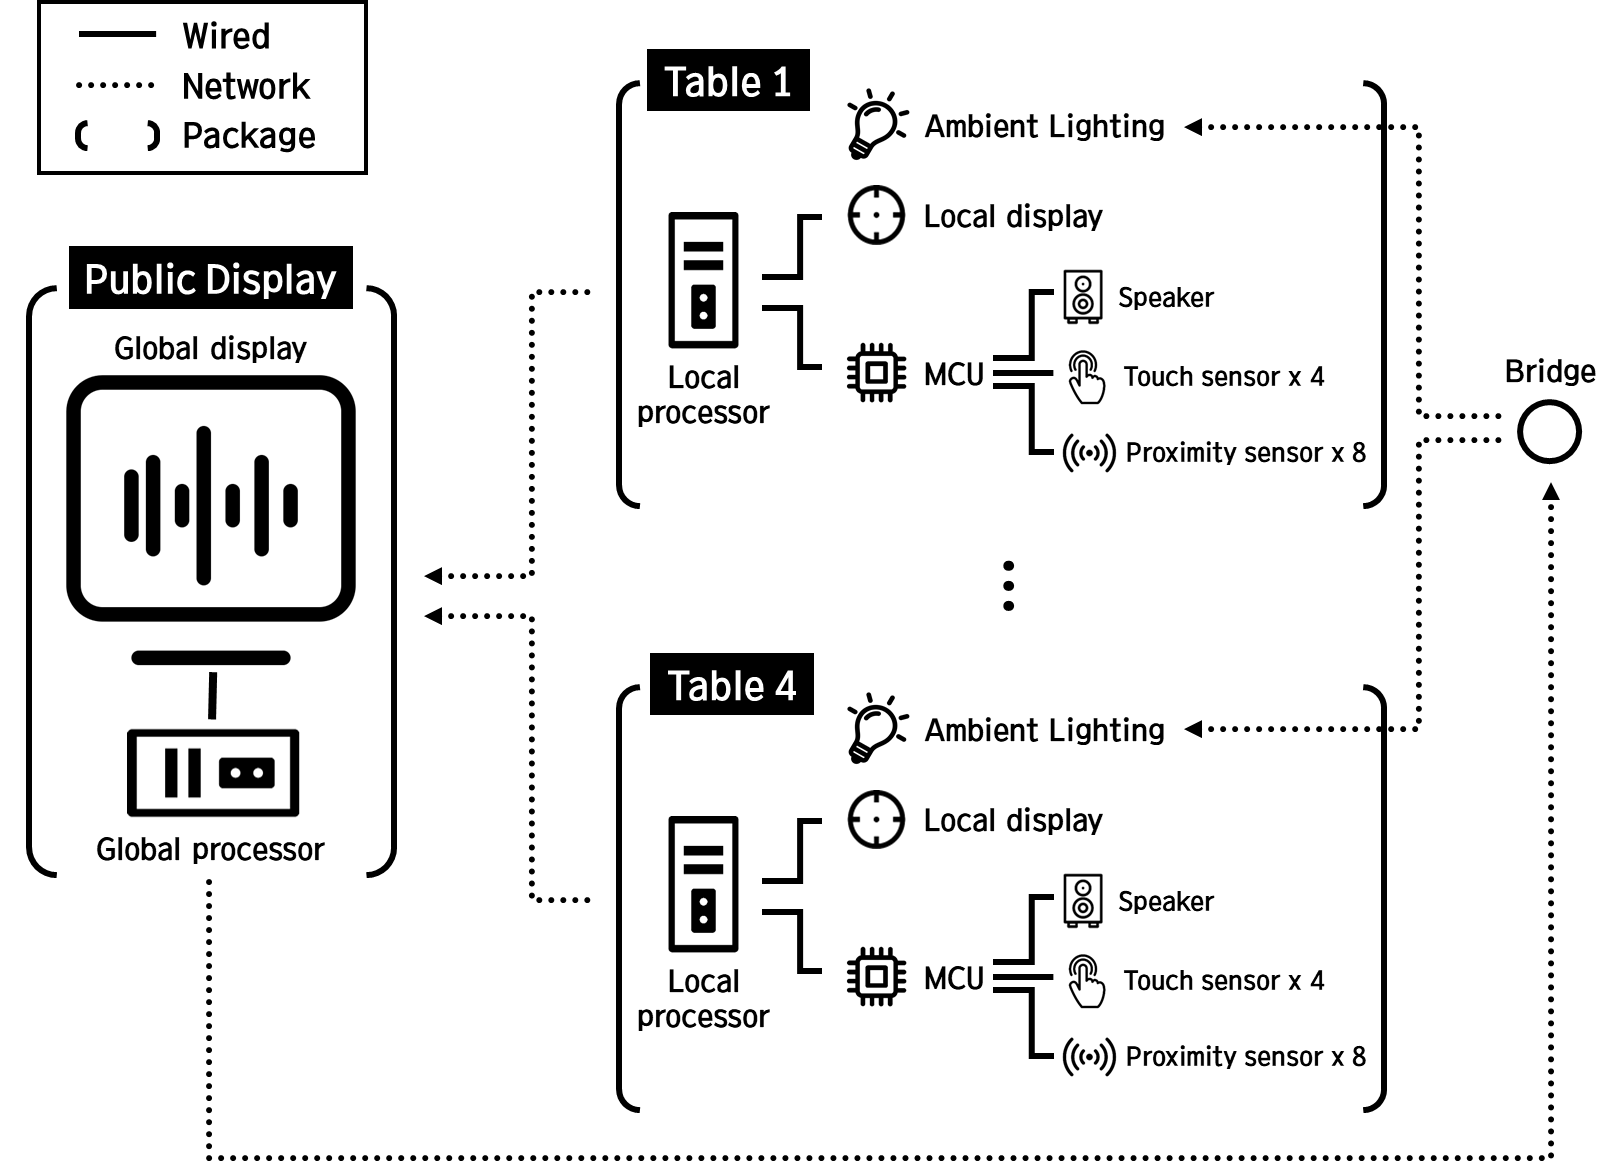 Wired
Network
Package
Public Display
Global display
Global processor
Table 1
Ambient Lighting
Local display
Local
processor
MCU
Speaker
Touch sensor x 4
Proximity sensor x 8
Bridge
Table 4
Ambient Lighting
Local display
Local
processor
MCU
Speaker
Touch sensor x 4
Proximity sensor x 8